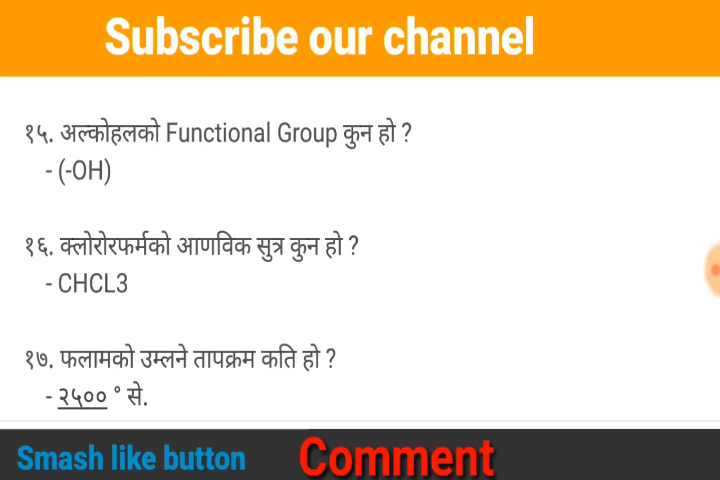 Subscribe our channel
१५. अल्कोहलको Functional Group कुन हो ?
- (-OH)
१६. क्लोरोरफर्मको आणविक सुत्र कुन हो ?
- CHCL3
१७. फलामको उम्लने तापक्रम कति हो ?
- २५०० ° से.
Smash like button Comment